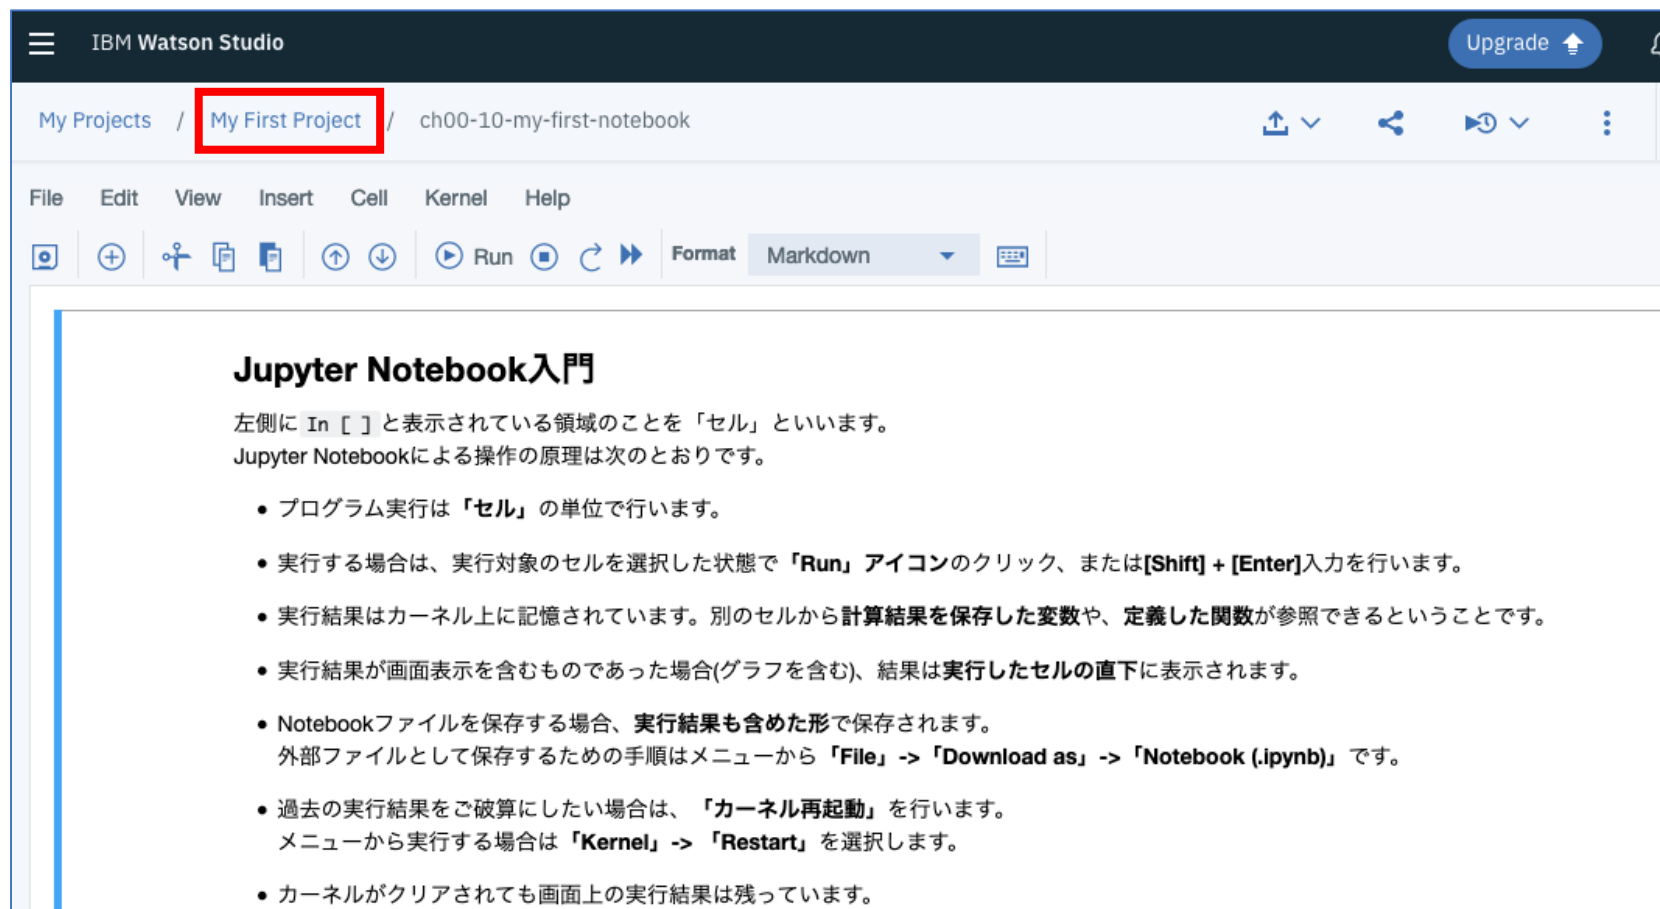 IBM Watson Studio
Upgrade
My Projects / My First Project / ch00-10-my-first-notebook
File Edit View Insert Cell Kernel Help
Run Format Markdown
Jupyter Notebook入門
左側に In [ ] と表示されている領域のことを「セル」といいます。
Jupyter Notebookによる操作の原理は次のとおりです。
• プログラム実行は「セル」の単位で行います。
• 実行する場合は、実行対象のセルを選択した状態で「Run」アイコンのクリック、または[Shift] + [Enter]入力を行います。
• 実行結果はカーネル上に記憶されています。別のセルから計算結果を保存した変数や、定義した関数が参照できるということです。
• 実行結果が画面表示を含むものであった場合(グラフを含む)、結果は実行したセルの直下に表示されます。
• Notebookファイルを保存する場合、実行結果も含めた形で保存されます。
外部ファイルとして保存するための手順はメニューから「File」->「Download as」->「Notebook (.ipynb)」です。
• 過去の実行結果をご破算にしたい場合は、「カーネル再起動」を行います。
メニューから実行する場合は「Kernel」-> 「Restart」を選択します。
• カーネルがクリアされても画面上の実行結果は残っています。